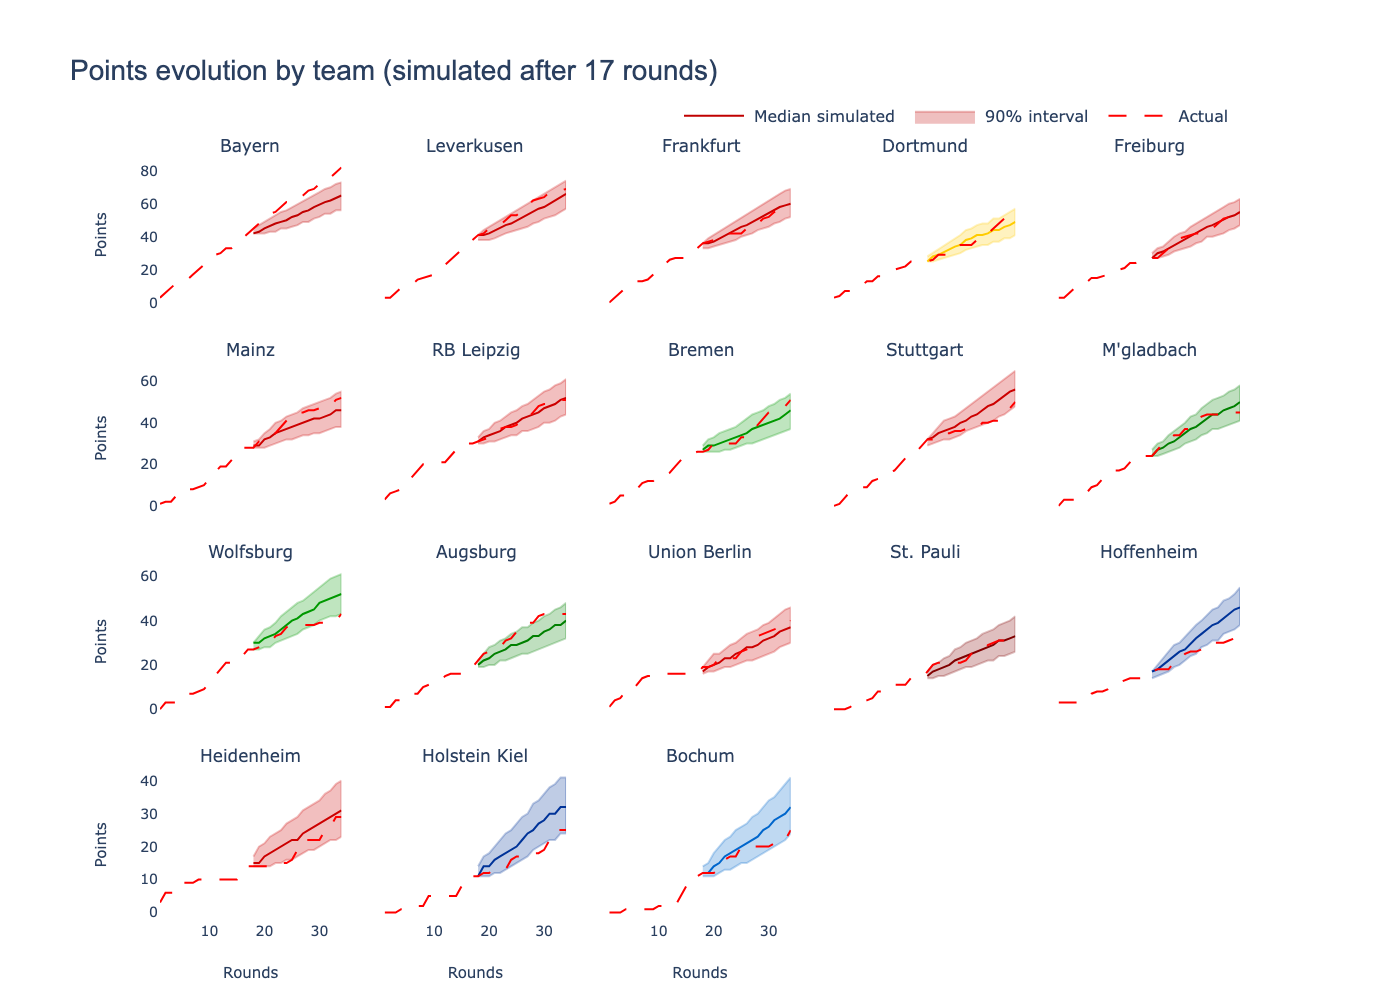 Points evolution by team (simulated after 17 rounds)
Median simulated 90% interval Actual
Bayern Leverkusen Frankfurt Dortmund Freiburg
80
60
40
20
0
Points
Mainz RB Leipzig Bremen Stuttgart M'gladbach
60
40
20
0
Points
Wolfsburg Augsburg Union Berlin St. Pauli Hoffenheim
60
40
20
0
Points
Heidenheim Holstein Kiel Bochum
40
30
20
10
0
Points
10 20 30 10 20 30 10 20 30
Rounds Rounds Rounds